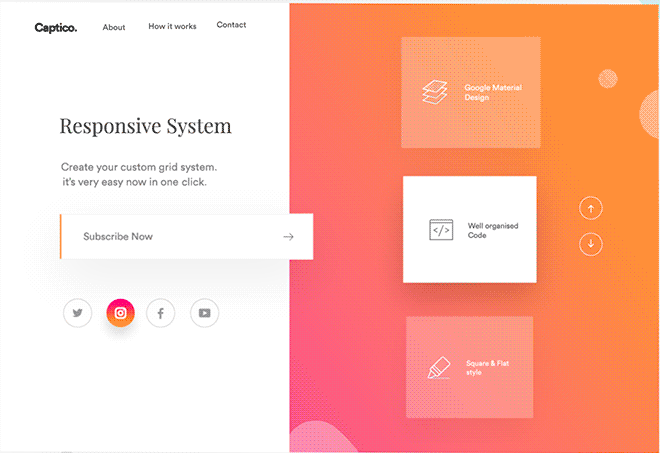 Captico.
About
How it works
Contact
Responsive System
Create your custom grid system.
it's very easy now in one click.
Subscribe Now
Google Material
Design
Well organised
Code
Square & Flat
style